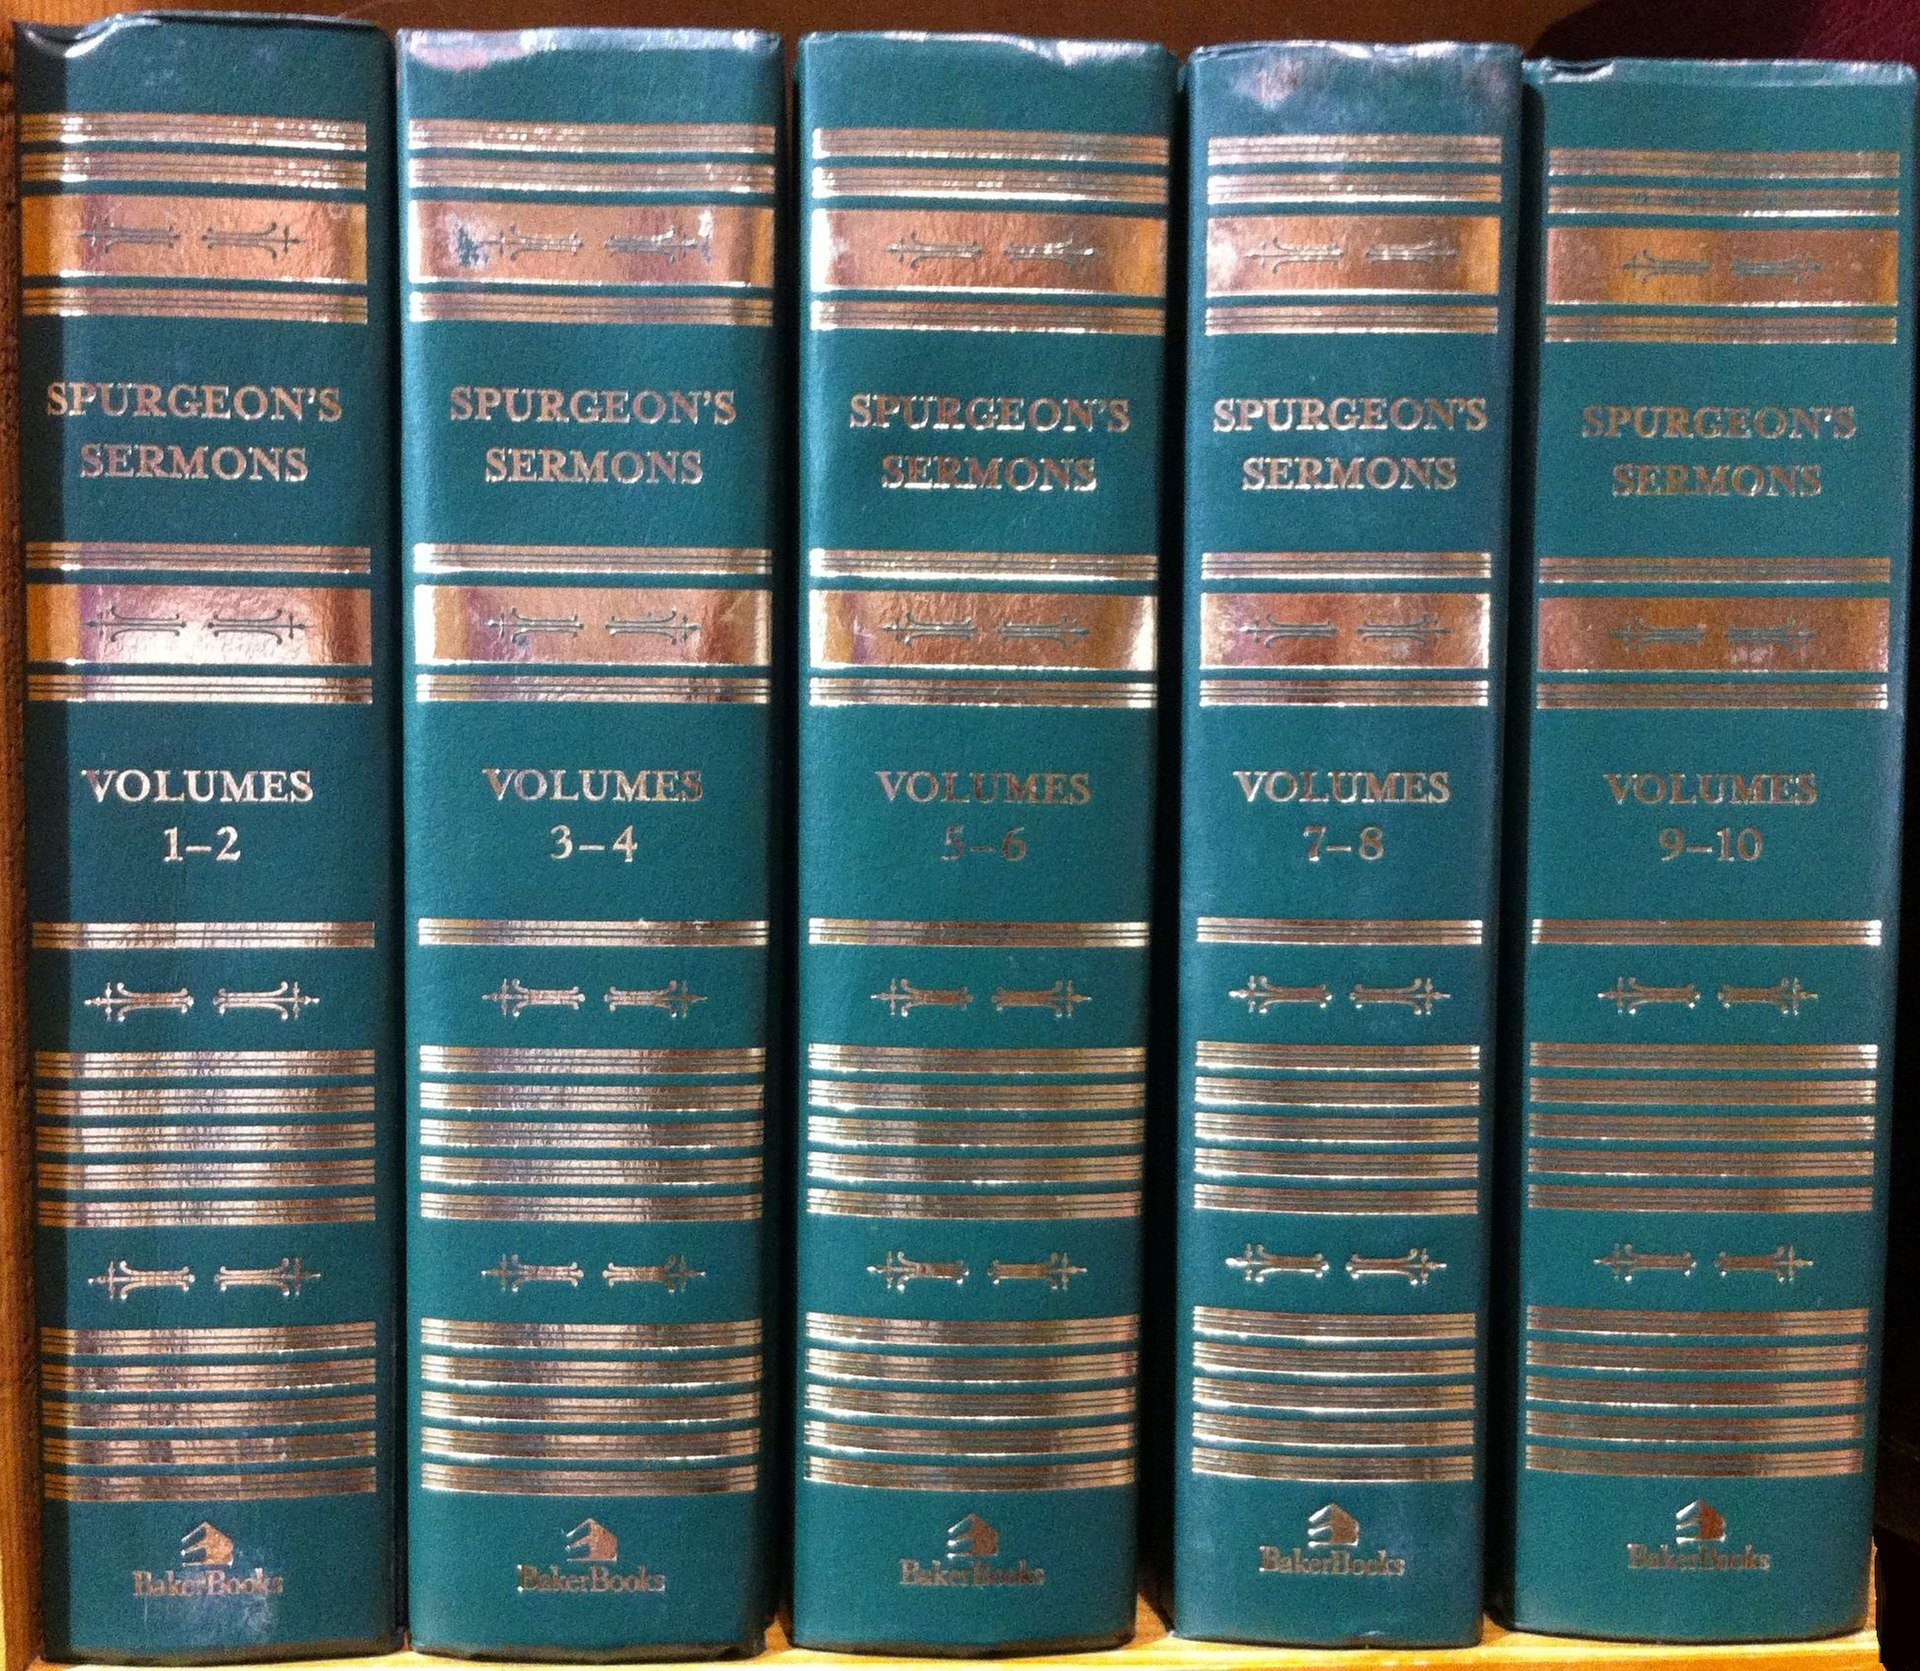 SPURGEON'S
SERMONS
VOLUMES
1–2
BakerBooks
SPURGEON'S
SERMONS
VOLUMES
3–4
BakerBooks
SPURGEON'S
SERMONS
VOLUMES
5–6
BakerBooks
SPURGEON'S
SERMONS
VOLUMES
7–8
BakerBooks
SPURGEON'S
SERMONS
VOLUMES
9–10
BakerBooks